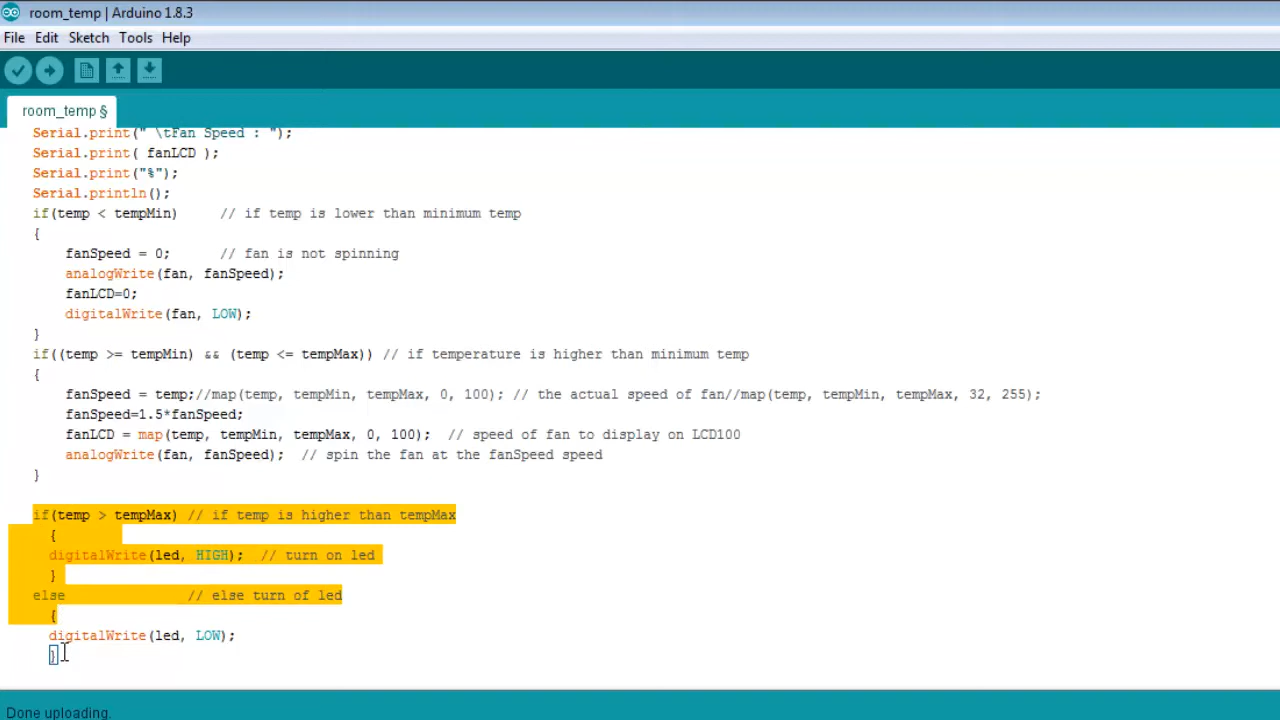 room_temp | Arduino 1.8.3
File Edit Sketch Tools Help
room_temp §
Serial.print(" \tFan Speed : ");
Serial.print( fanLCD );
Serial.print("%");
Serial.println();
if(temp < tempMin) // if temp is lower than minimum temp
{
fanSpeed = 0; // fan is not spinning
analogWrite(fan, fanSpeed);
fanLCD=0;
digitalWrite(fan, LOW);
}
if((temp >= tempMin) && (temp <= tempMax)) // if temperature is higher than minimum temp
{
fanSpeed = temp;//map(temp, tempMin, tempMax, 0, 100); // the actual speed of fan//map(temp, tempMin, tempMax, 32, 255);
fanSpeed=1.5*fanSpeed;
fanLCD = map(temp, tempMin, tempMax, 0, 100); // speed of fan to display on LCD100
analogWrite(fan, fanSpeed); // spin the fan at the fanSpeed speed
}
if(temp > tempMax) // if temp is higher than tempMax
{
digitalWrite(led, HIGH); // turn on led
}
else // else turn of led
{
digitalWrite(led, LOW);
}
Done uploading.